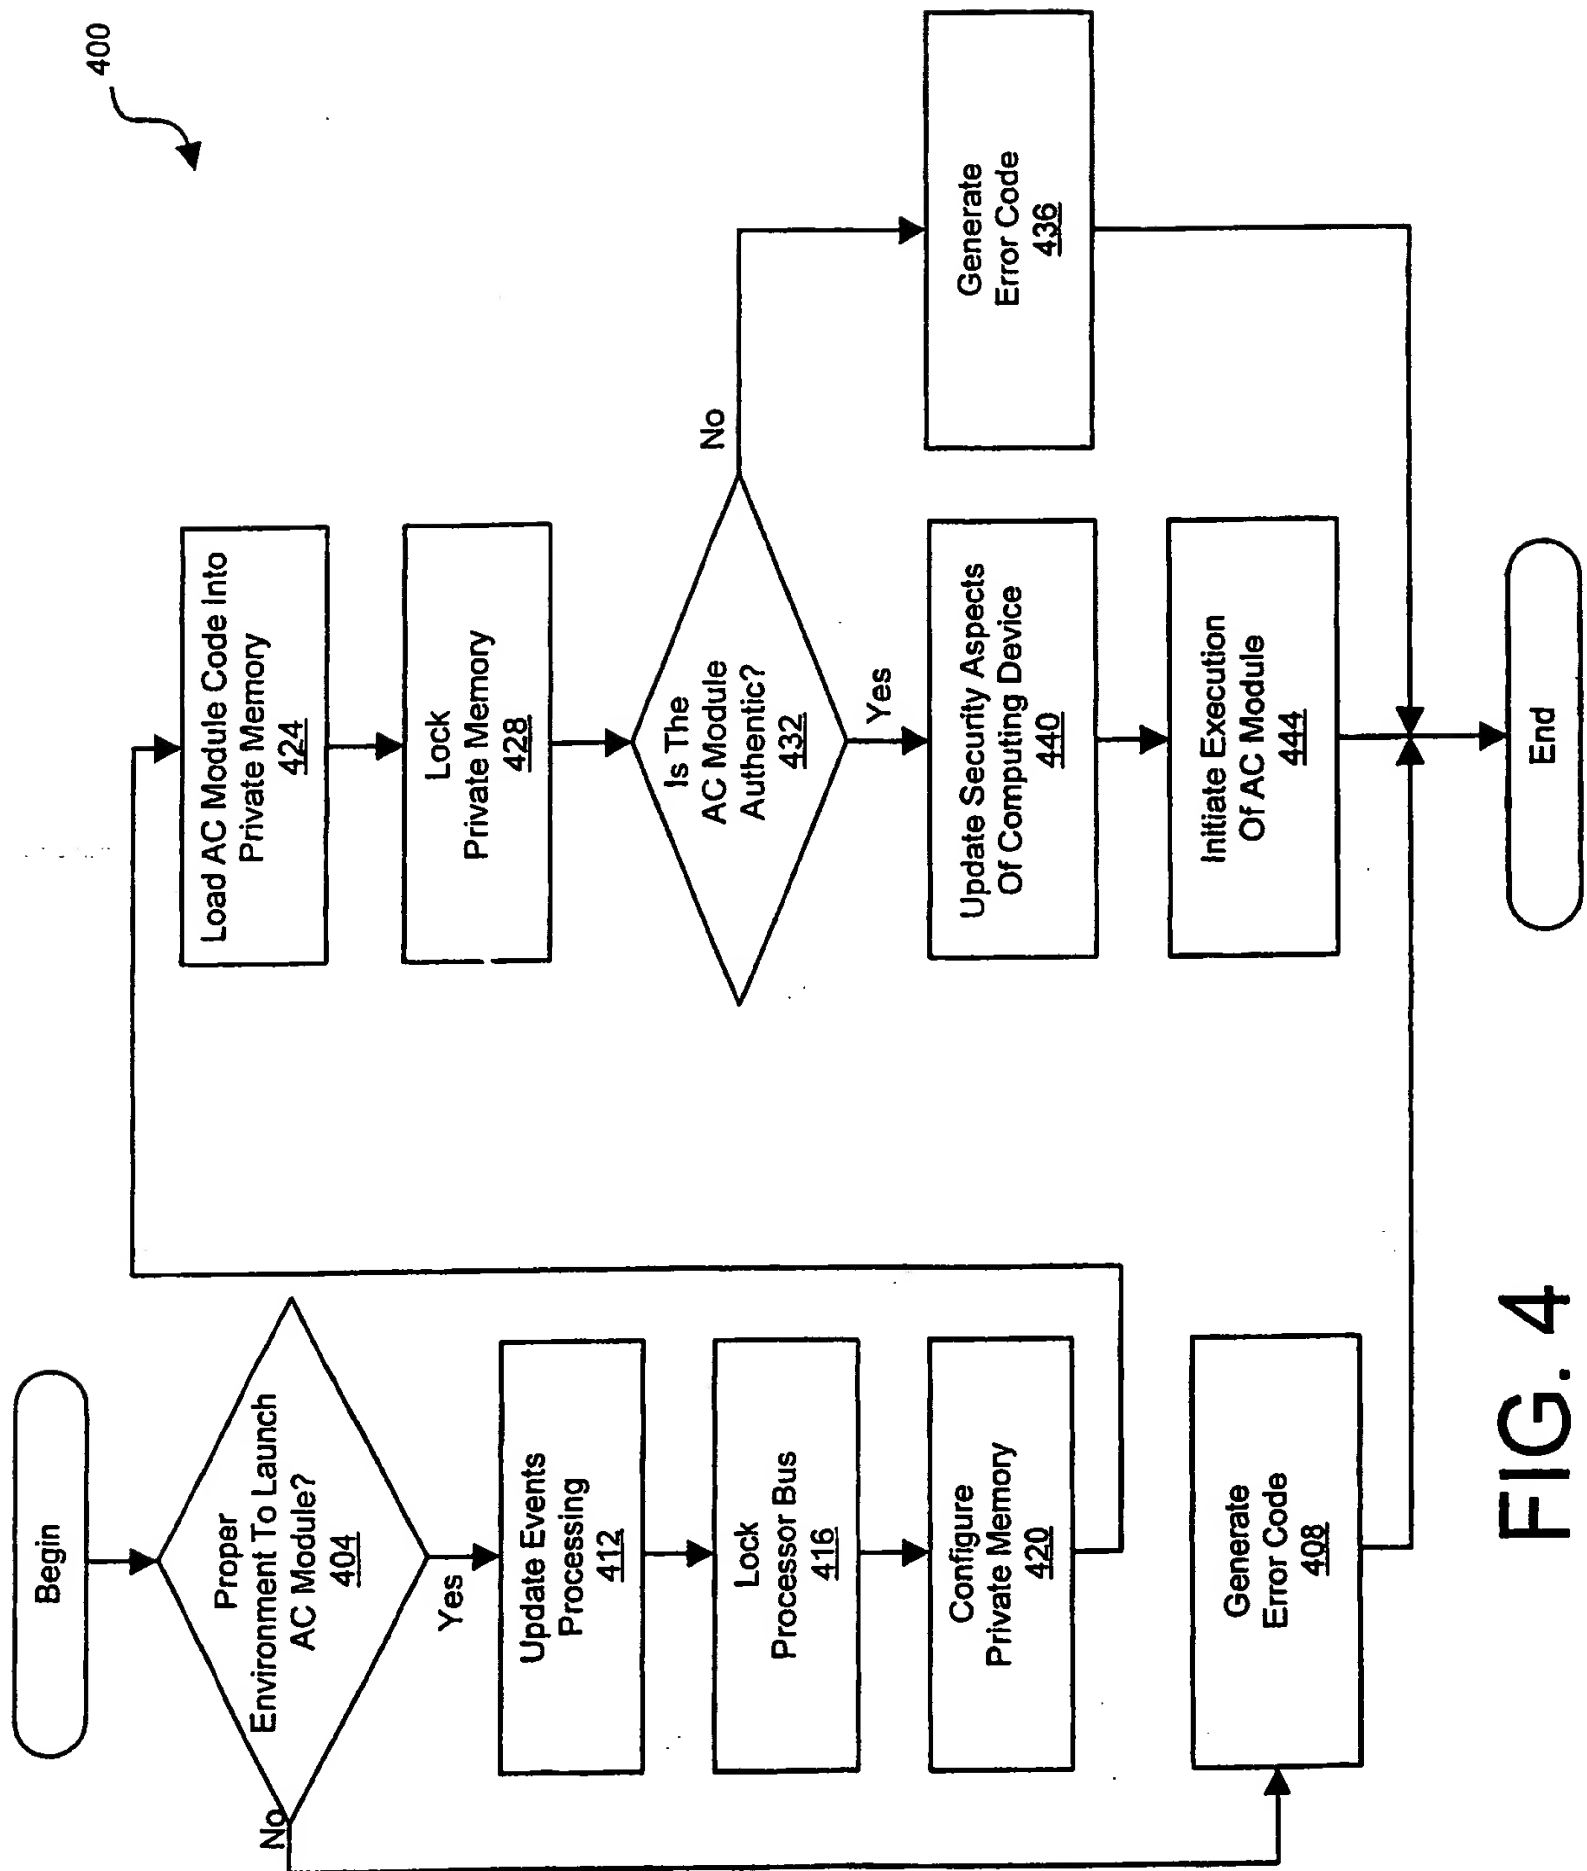 400
Begin
Proper
Environment To Launch
AC Module?
404
No
Yes
Update Events
Processing
412
Lock
Processor Bus
416
Configure
Private Memory
420
Generate
Error Code
408
Load AC Module Code Into
Private Memory
424
Lock
Private Memory
428
Is The
AC Module
Authentic?
432
No
Yes
Generate
Error Code
436
Update Security Aspects
Of Computing Device
440
Initiate Execution
Of AC Module
444
End
FIG. 4